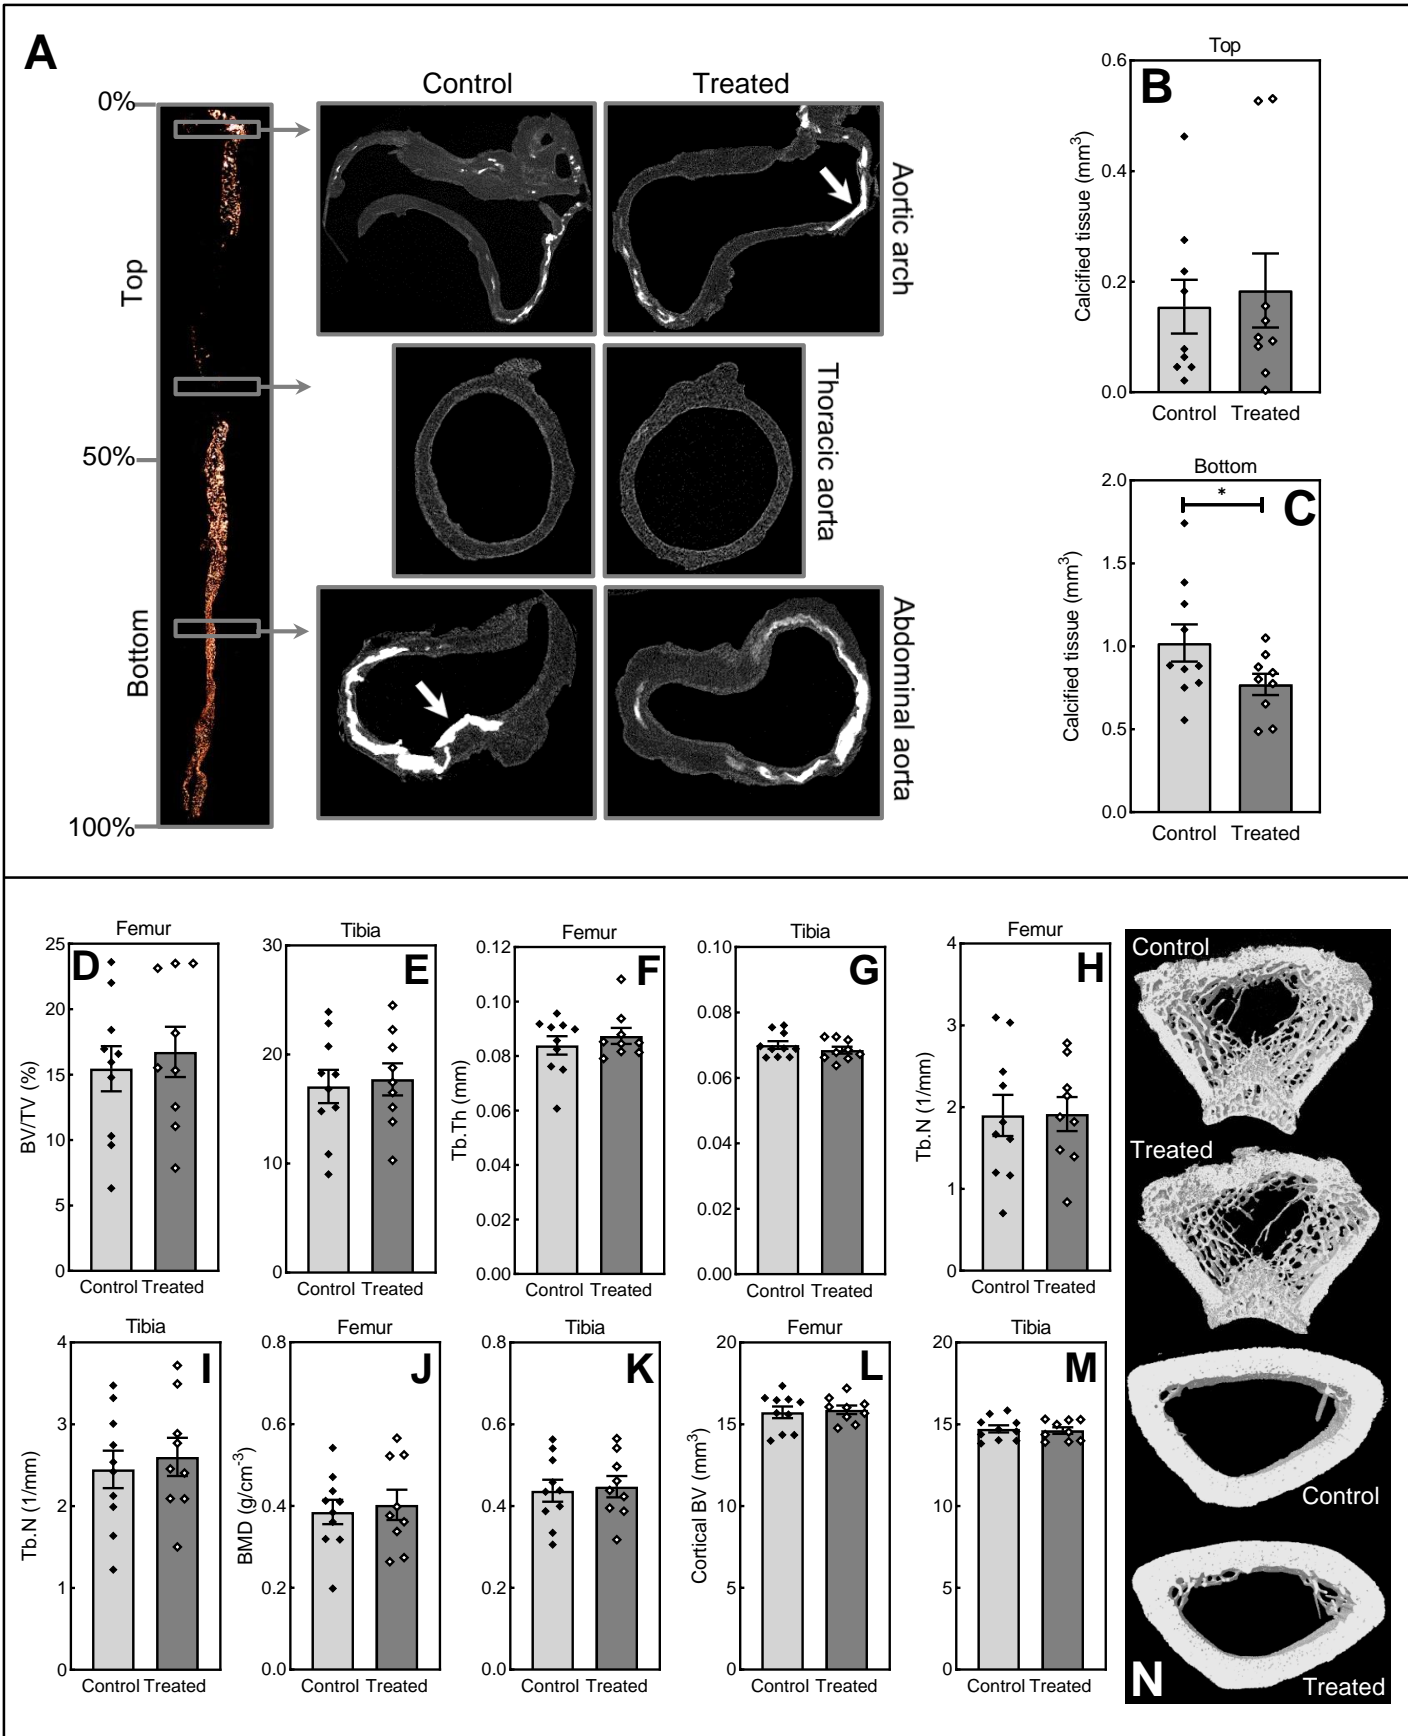 A
Control
Treated
0%
50%
100%
Top
Bottom
Aortic arch
Thoracic aorta
Abdominal aorta
Top
B
Calcified tissue (mm³)
0.6
0.4
0.2
0.0
Control Treated
Bottom
C
*
Calcified tissue (mm³)
2.0
1.5
1.0
0.5
0.0
Control Treated
Femur
D
BV/TV (%)
25
20
15
10
5
0
Control Treated
Tibia
E
30
20
10
0
Control Treated
Femur
F
Tb.Th (mm)
0.12
0.10
0.08
0.06
0.04
0.02
0.00
Control Treated
Tibia
G
0.10
0.08
0.06
0.04
0.02
0.00
Control Treated
Femur
H
Tb.N (1/mm)
4
3
2
1
0
Control Treated
Tibia
I
Tb.N (1/mm)
4
3
2
1
0
Control Treated
Femur
J
BMD (g/cm⁻³)
0.8
0.6
0.4
0.2
0.0
Control Treated
Tibia
K
0.8
0.6
0.4
0.2
0.0
Control Treated
Femur
L
Cortical BV (mm³)
20
15
10
5
0
Control Treated
Tibia
M
20
15
10
5
0
Control Treated
Control
Treated
Control
N
Treated